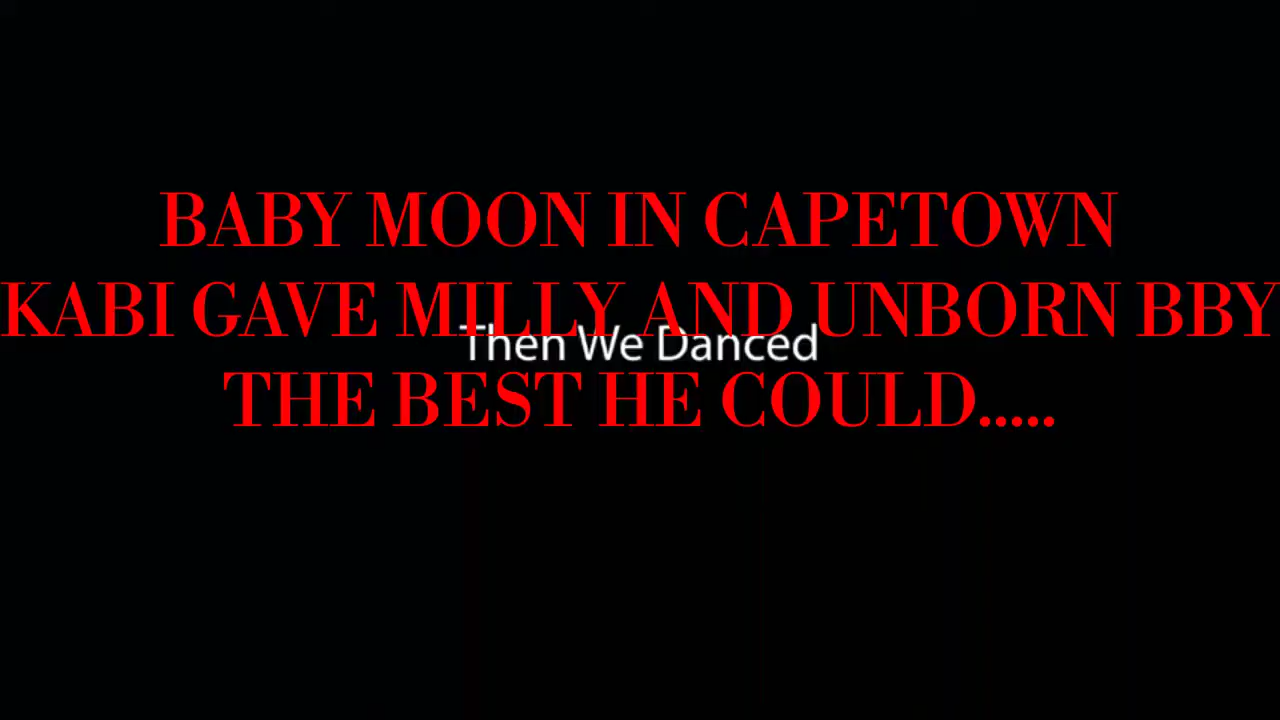 BABY MOON IN CAPETOWN
KABI GAVE MILLY AND UNBORN BBY
Then We Danced
THE BEST HE COULD.....